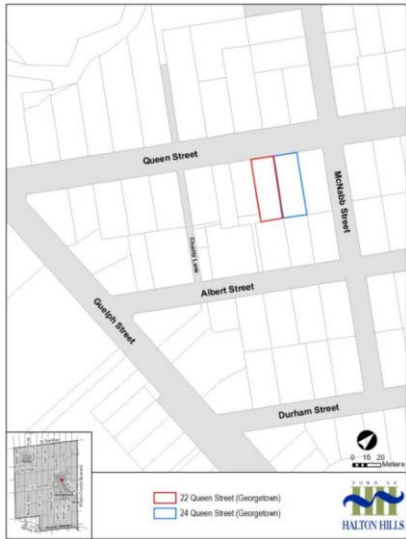 Queen Street
McNabb Street
Charity Lane
Albert Street
Guelph Street
Durham Street
0 10 20
Meters
22 Queen Street (Georgetown)
24 Queen Street (Georgetown)
TOWN OF
HALTON HILLS